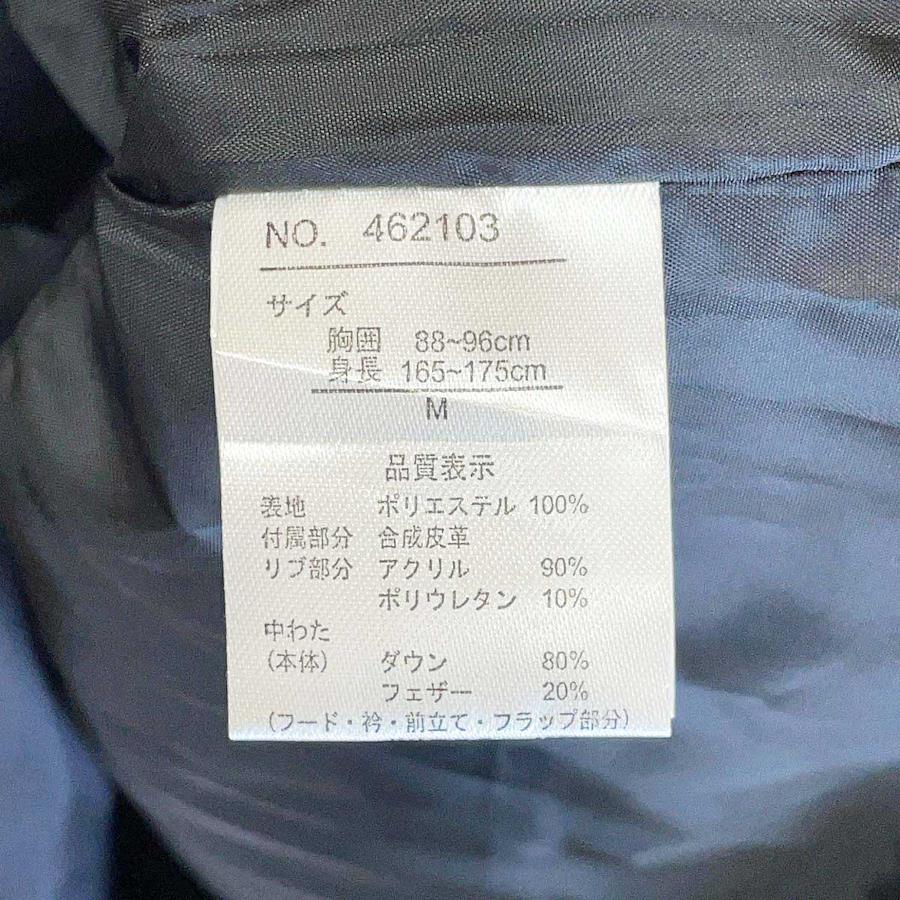 NO. 462103
サイズ
胸囲 88~96cm
身長 165~175cm
M
品質表示
表地 ポリエステル 100%
付属部分 合成皮革
リブ部分 アクリル 90%
ポリウレタン 10%
中わた
(本体) ダウン 80%
フェザー 20%
(フード・衿・前立て・フラップ部分)